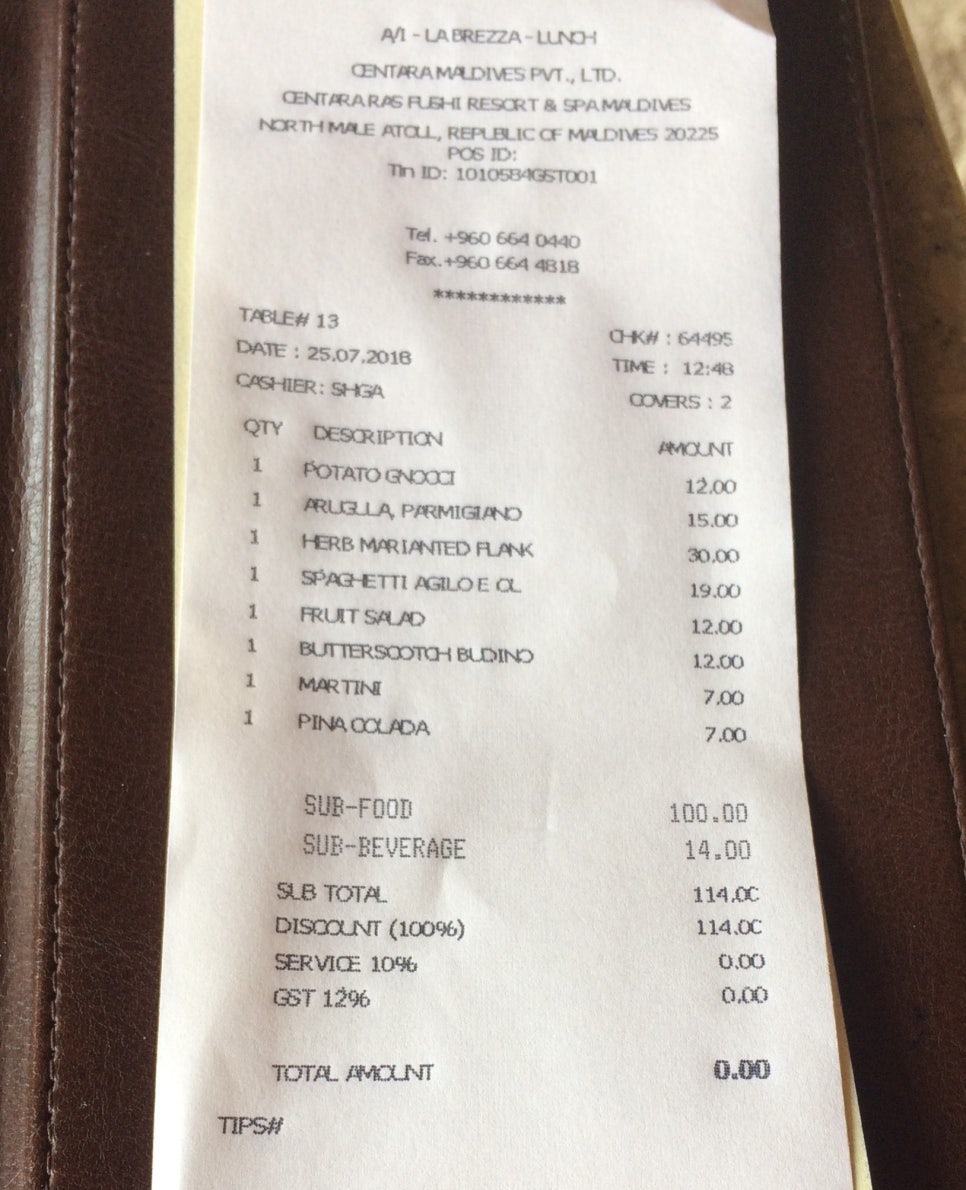 A/I - LA BREZZA - LUNCH
CENTARA MALDIVES PVT., LTD.
CENTARA RAS FUSHI RESORT & SPA MALDIVES
NORTH MALE ATOLL, REPUBLIC OF MALDIVES 20225
POS ID:
Tin ID: 1010584GST001
Tel. +960 664 0440
Fax.+960 664 4818
************
TABLE# 13 CHK# : 64495
DATE : 25.07.2018 TIME : 12:48
CASHIER: SHGA COVERS : 2
QTY DESCRIPTION AMOUNT
1 POTATO GNOCCI 12.00
1 ARUGULA, PARMIGIANO 15.00
1 HERB MARIANTED FLANK 30.00
1 SPAGHETTI AGILO E OL 19.00
1 FRUIT SALAD 12.00
1 BUTTERSCOTCH BUDINO 12.00
1 MARTINI 7.00
1 PINA COLADA 7.00
SUB-FOOD 100.00
SUB-BEVERAGE 14.00
SUB TOTAL 114.00
DISCOUNT (100%) 114.00
SERVICE 10% 0.00
GST 12% 0.00
TOTAL AMOUNT 0.00
TIPS#